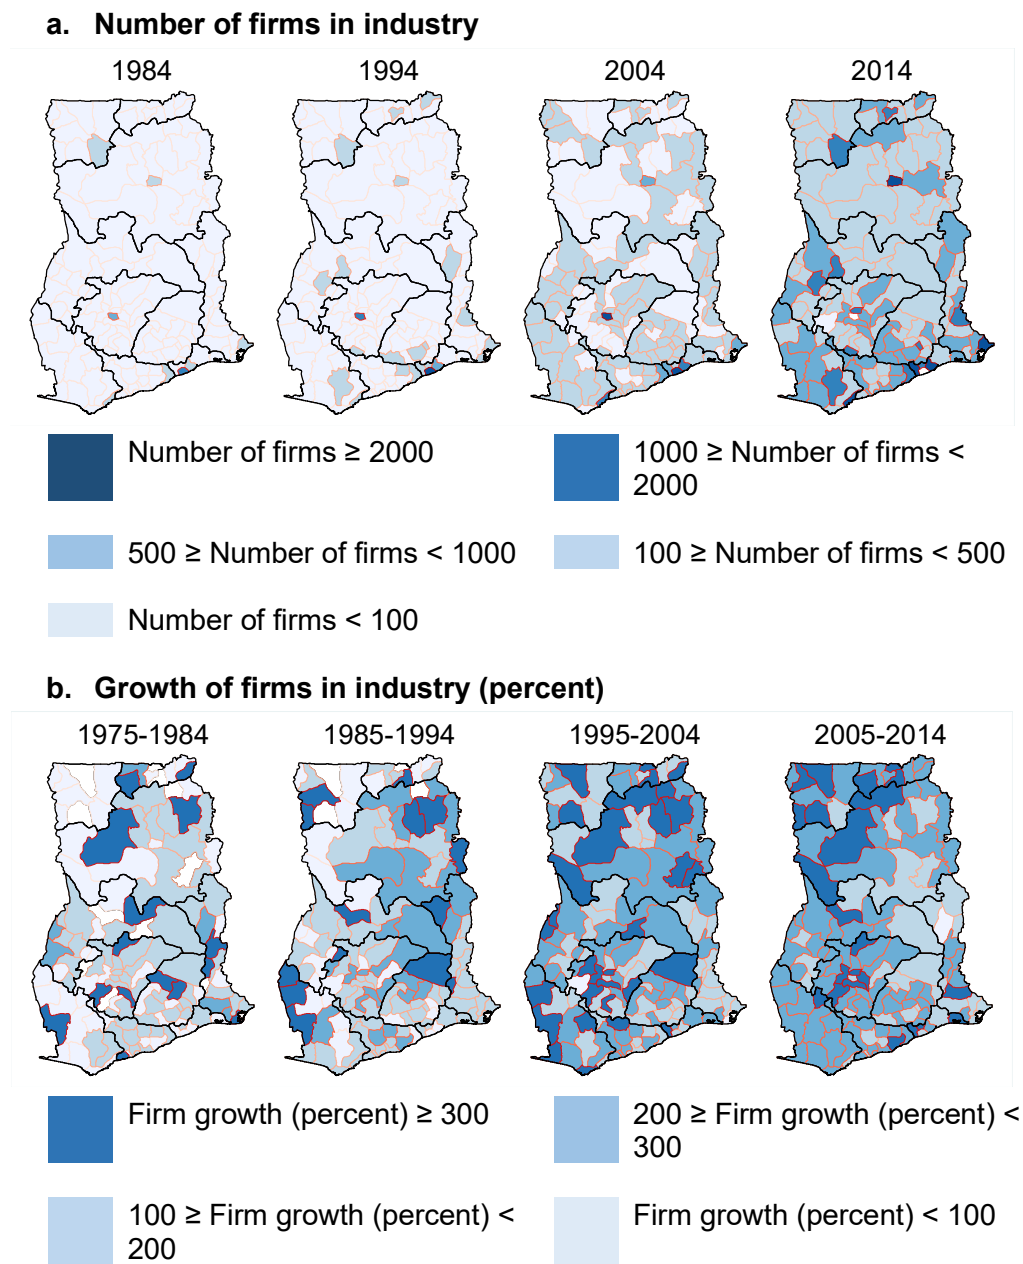 a. Number of firms in industry
1984 1994 2004 2014
Number of firms ≥ 2000
1000 ≥ Number of firms <
2000
500 ≥ Number of firms < 1000
100 ≥ Number of firms < 500
Number of firms < 100
b. Growth of firms in industry (percent)
1975-1984 1985-1994 1995-2004 2005-2014
Firm growth (percent) ≥ 300
200 ≥ Firm growth (percent) <
300
100 ≥ Firm growth (percent) <
200
Firm growth (percent) < 100